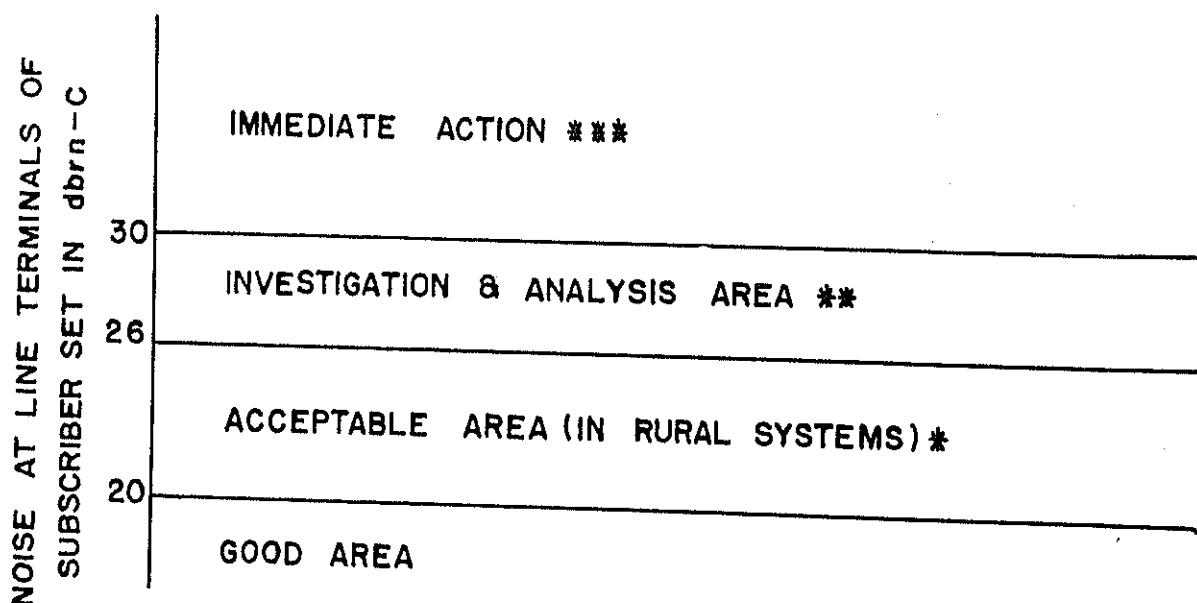 NOISE AT LINE TERMINALS OF
SUBSCRIBER SET IN dbrn-C
IMMEDIATE ACTION ***
30
INVESTIGATION & ANALYSIS AREA **
26
ACCEPTABLE AREA (IN RURAL SYSTEMS) *
20
GOOD AREA